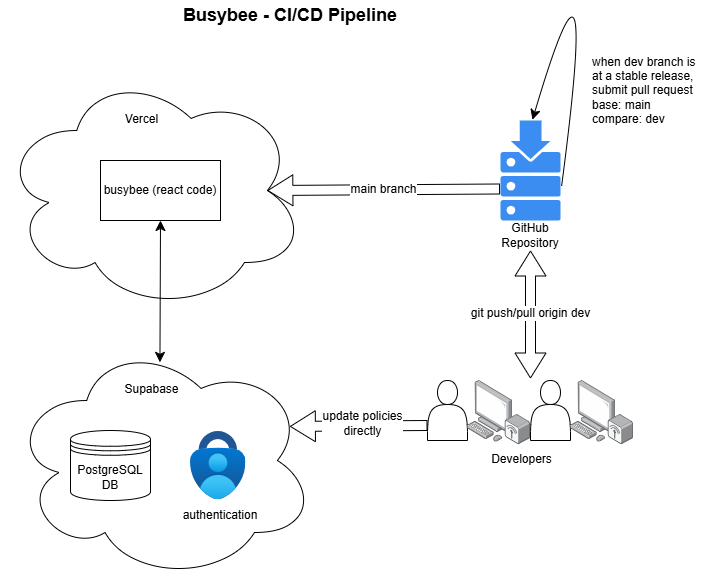 Busybee - CI/CD Pipeline
when dev branch is
at a stable release,
submit pull request
base: main
compare: dev
Vercel
busybee (react code)
main branch
GitHub
Repository
git push/pull origin dev
Supabase
update policies
directly
PostgreSQL
DB
authentication
Developers